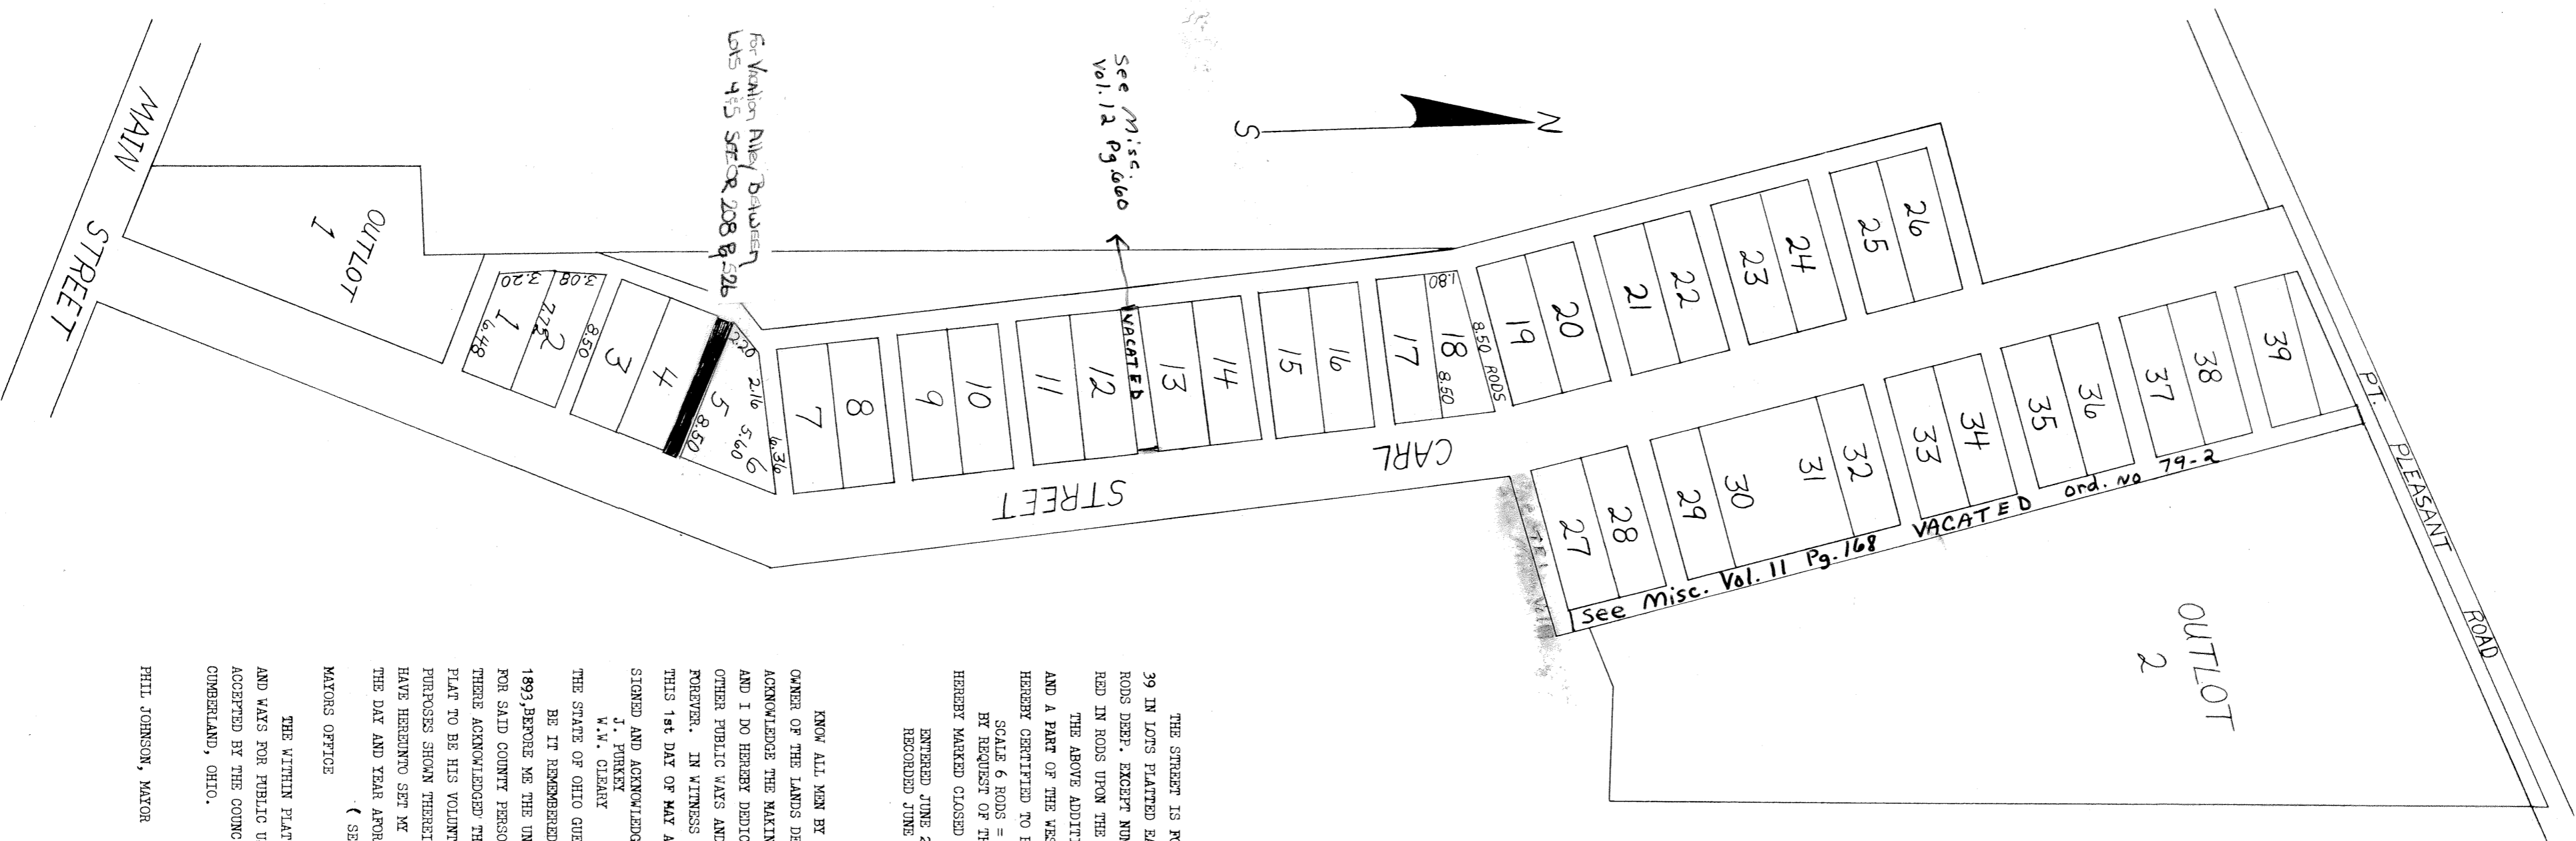 MAIN
STREET
OUTLOT
1
For Vacation Alley Between
Lots 4 & 5 SEE OR 208 Pg. 526
See Misc.
Vol. 12 Pg. 660
S
N
1
3.20
6.48
2
3.08
7.752
3
8.50
4
5
8.50
2.20
2.16
5.60
6
6.36
7
8
9
10
11
12
VACATED
13
14
15
16
17
18
1.80
8.50
8.50 RODS
19
20
21
22
23
24
25
26
CARL
STREET
27
28
29
30
31
32
33
34
35
36
37
38
39
See Misc. Vol. 11 Pg. 168 VACATED ord. no 79-2
PT. PLEASANT ROAD
OUTLOT
2
THE STREET IS
39 IN LOTS PLATTED
RODS DEEP. EXCEPT
RED IN RODS UPON THE
THE ABOVE
AND A PART OF THE
HEREBY CERTIFIED TO
SCALE 6 RODS =
BY REQUEST OF
HEREBY MARKED CLOSED
ENTERED JUNE
RECORDED JUNE
KNOW ALL MEN BY
OWNER OF THE LANDS
ACKNOWLEDGE THE
AND I DO HEREBY
OTHER PUBLIC WAYS AND
FOREVER. IN WITNESS
THIS 1st DAY OF MAY
SIGNED AND
J. PURKEY
W.W. CLEARY
THE STATE OF OHIO
BE IT REMEMBERED
1893, BEFORE ME THE
FOR SAID COUNTY
THERE ACKNOWLEDGED
PLAT TO BE HIS
PURPOSES SHOWN
HAVE HEREUNTO SET MY
THE DAY AND YEAR
( SE
MAYORS OFFICE
THE WITHIN PLAT
AND WAYS FOR PUBLIC
ACCEPTED BY THE
CUMBERLAND, OHIO.
PHIL JOHNSON, MAYOR